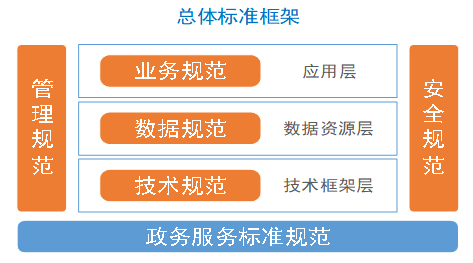 总体标准框架
管理规范
业务规范 应用层
数据规范 数据资源层
技术规范 技术框架层
安全规范
政务服务标准规范